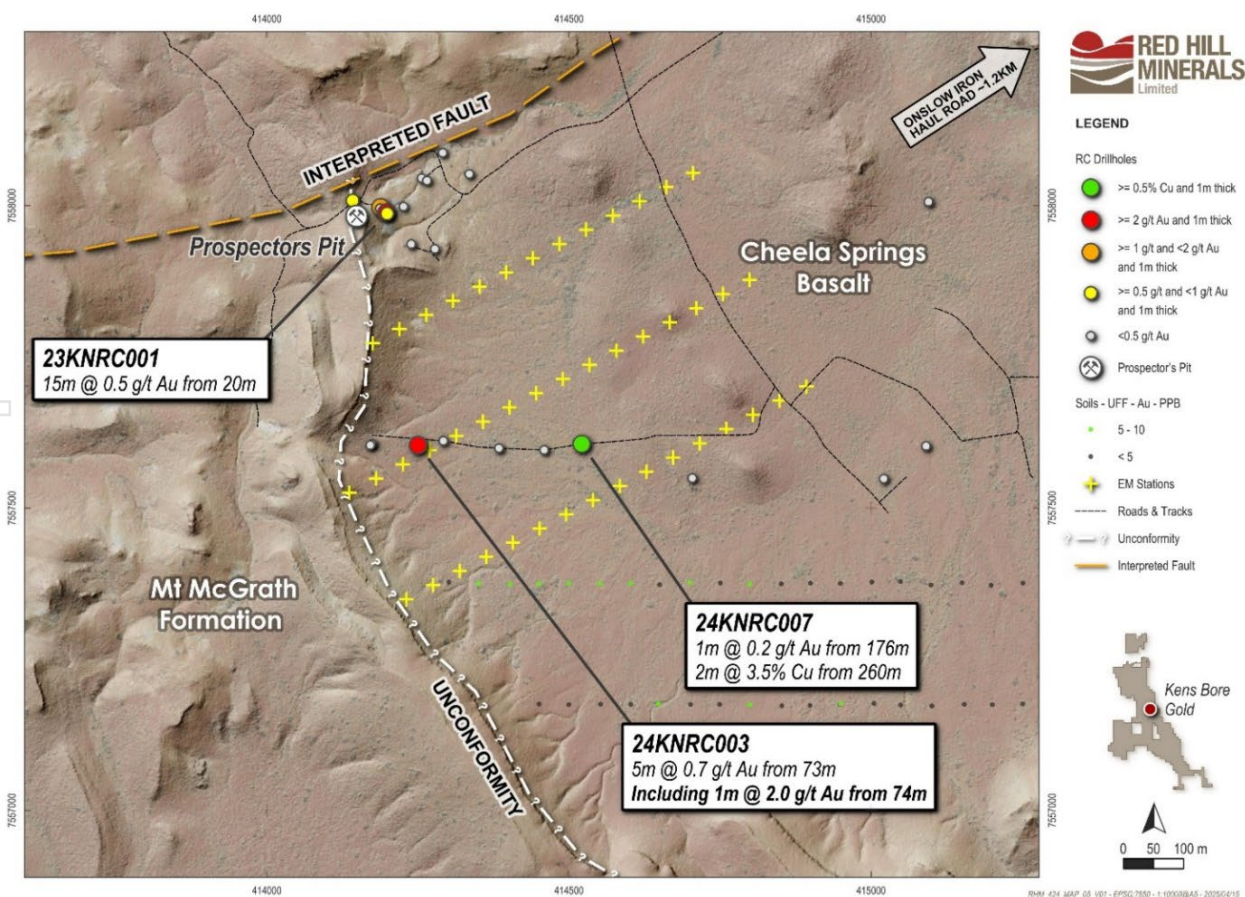 414000
414500
415000
RED HILL
MINERALS
Limited
ONSLOW IRON
HAUL ROAD ~1.2KM
LEGEND
RC Drillholes
>= 0.5% Cu and 1m thick
>= 2 g/t Au and 1m thick
>= 1 g/t and <2 g/t Au
and 1m thick
>= 0.5 g/t and <1 g/t Au
and 1m thick
<0.5 g/t Au
Prospector's Pit
Soils - UFF - Au - PPB
5 - 10
< 5
EM Stations
Roads & Tracks
? ?
Unconformity
Interpreted Fault
INTERPRETED FAULT
7558000
7558000
Prospectors Pit
Cheela Springs
Basalt
23KNRC001
15m @ 0.5 g/t Au from 20m
7557500
7557500
Mt McGrath
Formation
24KNRC007
1m @ 0.2 g/t Au from 176m
2m @ 3.5% Cu from 260m
UNCONFORMITY
24KNRC003
5m @ 0.7 g/t Au from 73m
Including 1m @ 2.0 g/t Au from 74m
7557000
7557000
Kens Bore
Gold
0 50 100 m
414000
414500
415000